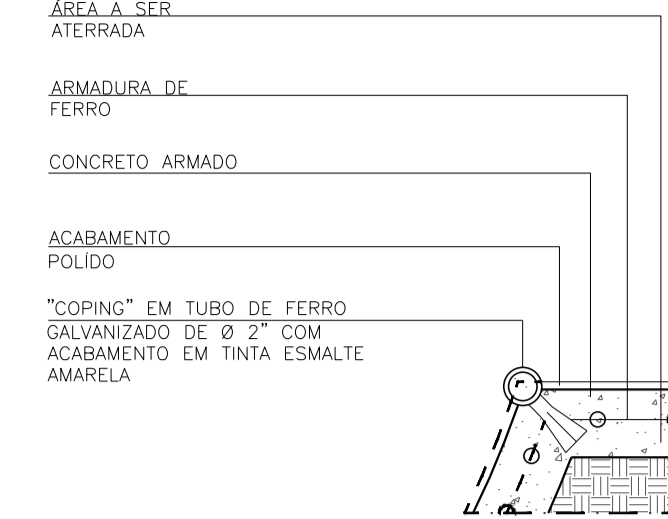 ÁREA A SER
ATERRADA
ARMADURA DE
FERRO
CONCRETO ARMADO
ACABAMENTO
POLÍDO
"COPING" EM TUBO DE FERRO
GALVANIZADO DE Ø 2" COM
ACABAMENTO EM TINTA ESMALTE
AMARELA